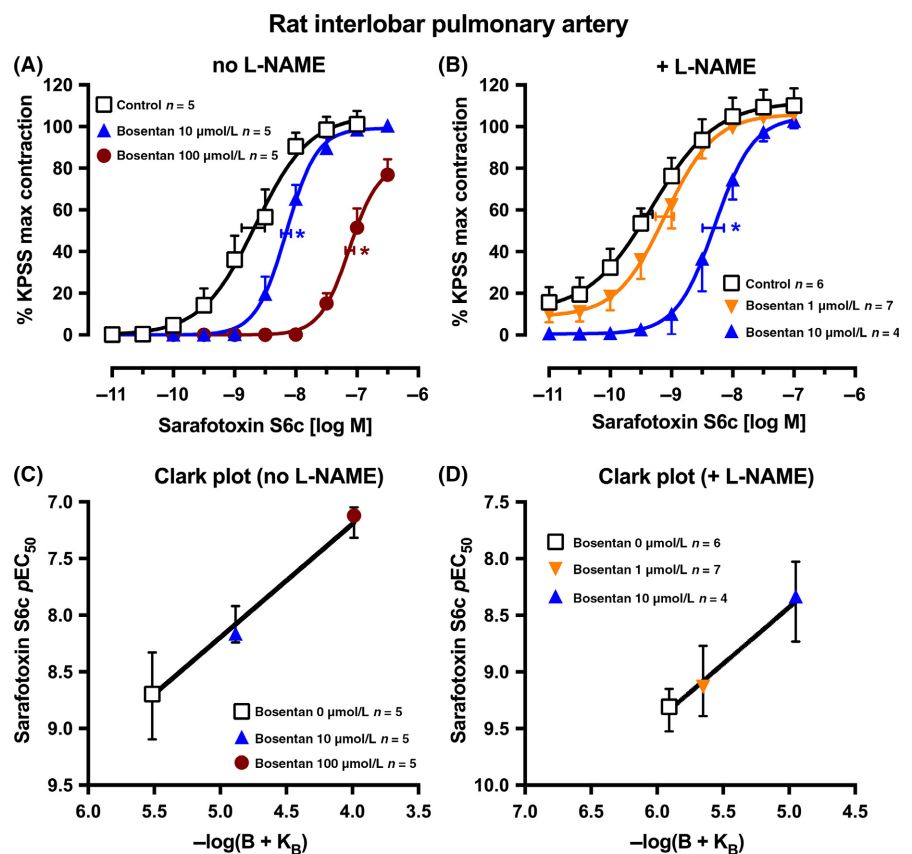 Rat interlobar pulmonary artery
(A)
no L-NAME
% KPSS max contraction
120
100
80
60
40
20
0
Control n = 5
Bosentan 10 µmol/L n = 5
Bosentan 100 µmol/L n = 5
*
*
–11 –10 –9 –8 –7 –6
Sarafotoxin S6c [log M]
(B)
+ L-NAME
% KPSS max contraction
120
100
80
60
40
20
0
*
Control n = 6
Bosentan 1 µmol/L n = 7
Bosentan 10 µmol/L n = 4
–11 –10 –9 –8 –7 –6
Sarafotoxin S6c [log M]
(C)
Clark plot (no L-NAME)
Sarafotoxin S6c pEC50
7.0
7.5
8.0
8.5
9.0
9.5
Bosentan 0 µmol/L n = 5
Bosentan 10 µmol/L n = 5
Bosentan 100 µmol/L n = 5
6.0 5.5 5.0 4.5 4.0 3.5
–log(B + KB)
(D)
Clark plot (+ L-NAME)
Sarafotoxin S6c pEC50
7.5
8.0
8.5
9.0
9.5
10.0
Bosentan 0 µmol/L n = 6
Bosentan 1 µmol/L n = 7
Bosentan 10 µmol/L n = 4
7.0 6.5 6.0 5.5 5.0 4.5
–log(B + KB)